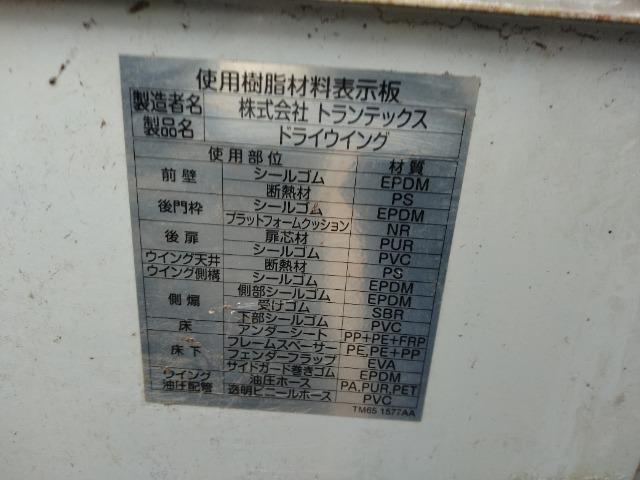 使用樹脂材料表示板
製造者名 株式会社 トランテックス
製品名 ドライウイング
使用部位 材質
前壁 シールゴム EPDM
断熱材 PS
後門枠 シールゴム EPDM
プラットフォームクッション NR
後扉 扉芯材 PUR
シールゴム PVC
ウイング天井 断熱材 PS
ウイング側構 シールゴム EPDM
側煽 側部シールゴム EPDM
受けゴム SBR
下部シールゴム PVC
床 アンダーシート PP+PE+FRP
床下 フレームスペーサー PE,PE+PP
フェンダーフラップ EVA
サイドガード巻きゴム EPDM
ウイング油圧配管 油圧ホース PA,PUR,PET
透明ビニールホース PVC
TM65 1577AA